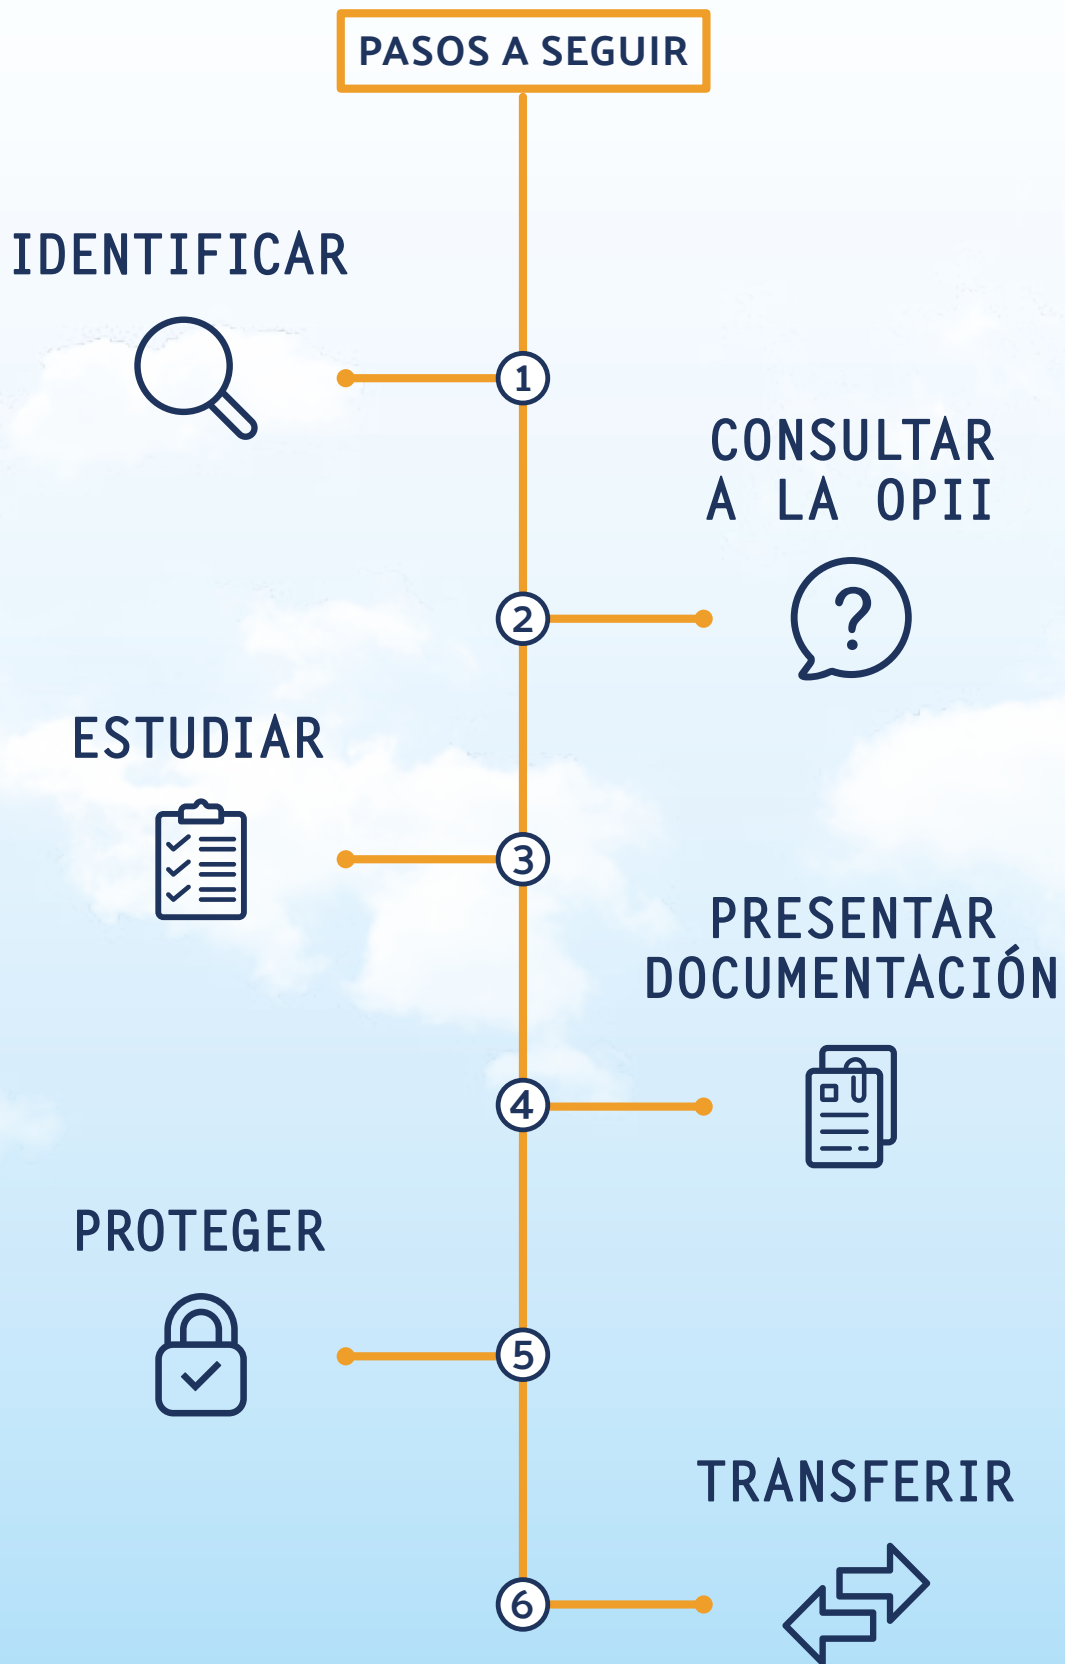 PASOS A SEGUIR
IDENTIFICAR
1
CONSULTAR
A LA OPII
?
2
ESTUDIAR
3
PRESENTAR
DOCUMENTACIÓN
4
PROTEGER
5
TRANSFERIR
6